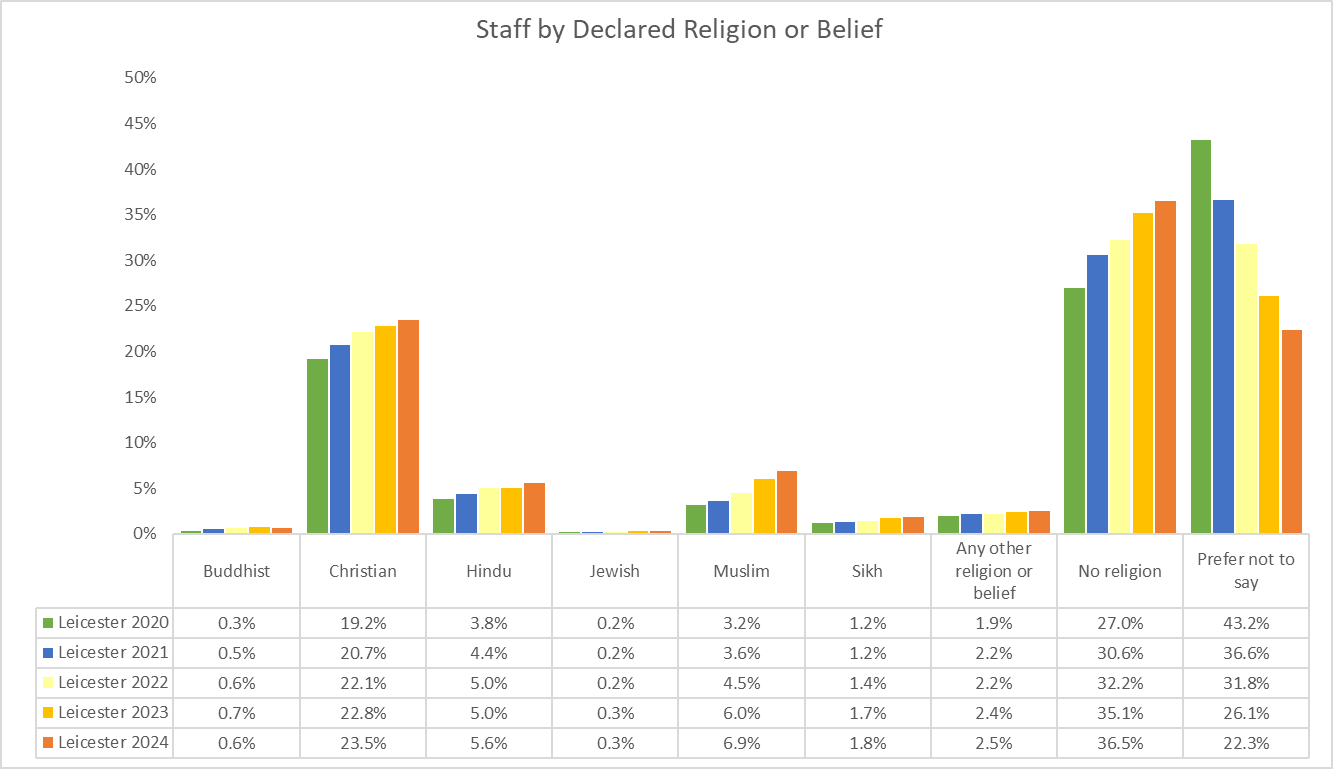 Staff by Declared Religion or Belief
50%
45%
40%
35%
30%
25%
20%
15%
10%
5%
0%
Buddhist Christian Hindu Jewish Muslim Sikh Any other religion or belief No religion Prefer not to say
Leicester 2020 0.3% 19.2% 3.8% 0.2% 3.2% 1.2% 1.9% 27.0% 43.2%
Leicester 2021 0.5% 20.7% 4.4% 0.2% 3.6% 1.2% 2.2% 30.6% 36.6%
Leicester 2022 0.6% 22.1% 5.0% 0.2% 4.5% 1.4% 2.2% 32.2% 31.8%
Leicester 2023 0.7% 22.8% 5.0% 0.3% 6.0% 1.7% 2.4% 35.1% 26.1%
Leicester 2024 0.6% 23.5% 5.6% 0.3% 6.9% 1.8% 2.5% 36.5% 22.3%